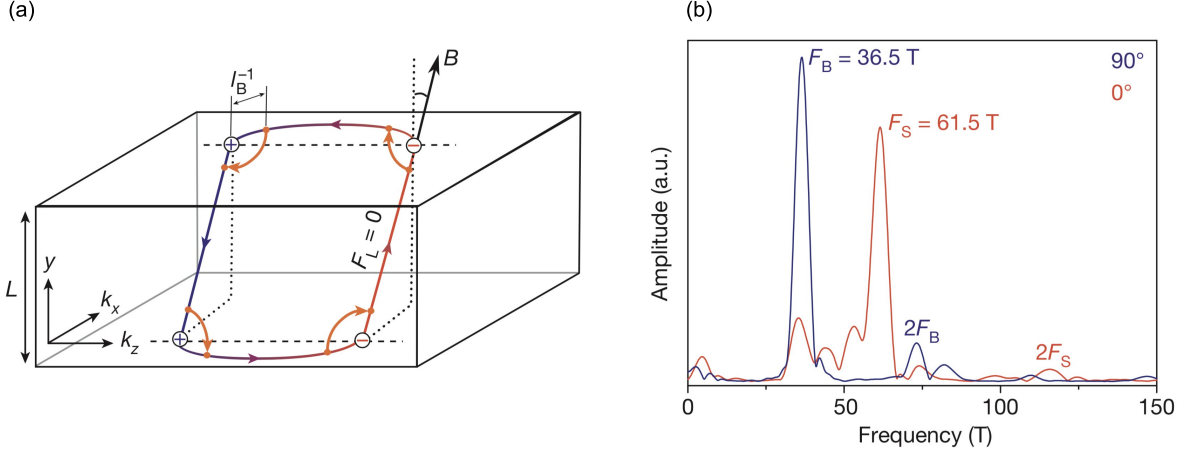 (a)
l_B^{-1}
B
+
−
F_L = 0
L
y
k_x
k_z
+
−
(b)
F_B = 36.5 T
90°
0°
F_S = 61.5 T
Amplitude (a.u.)
2F_B
2F_S
0 50 100 150
Frequency (T)